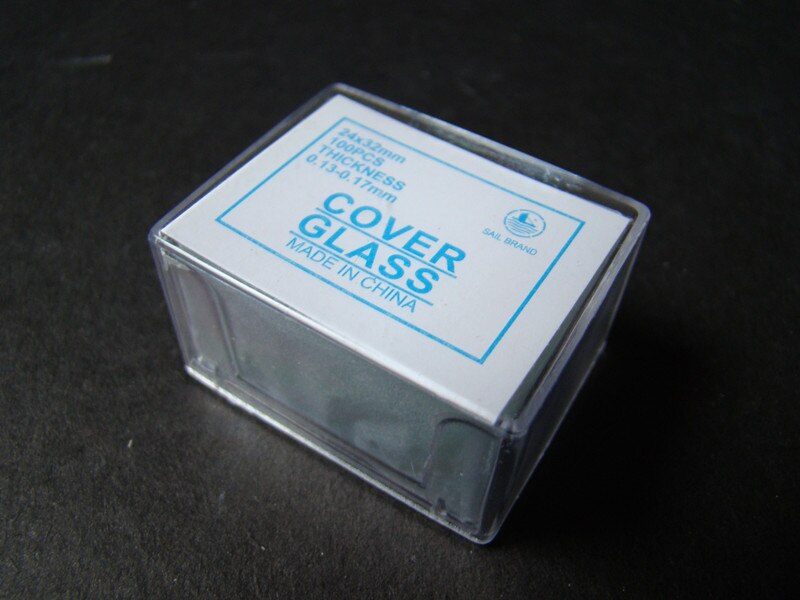 24x32mm
100PCS
THICKNESS
0.13-0.17mm
SAIL BRAND
COVER
GLASS
MADE IN CHINA